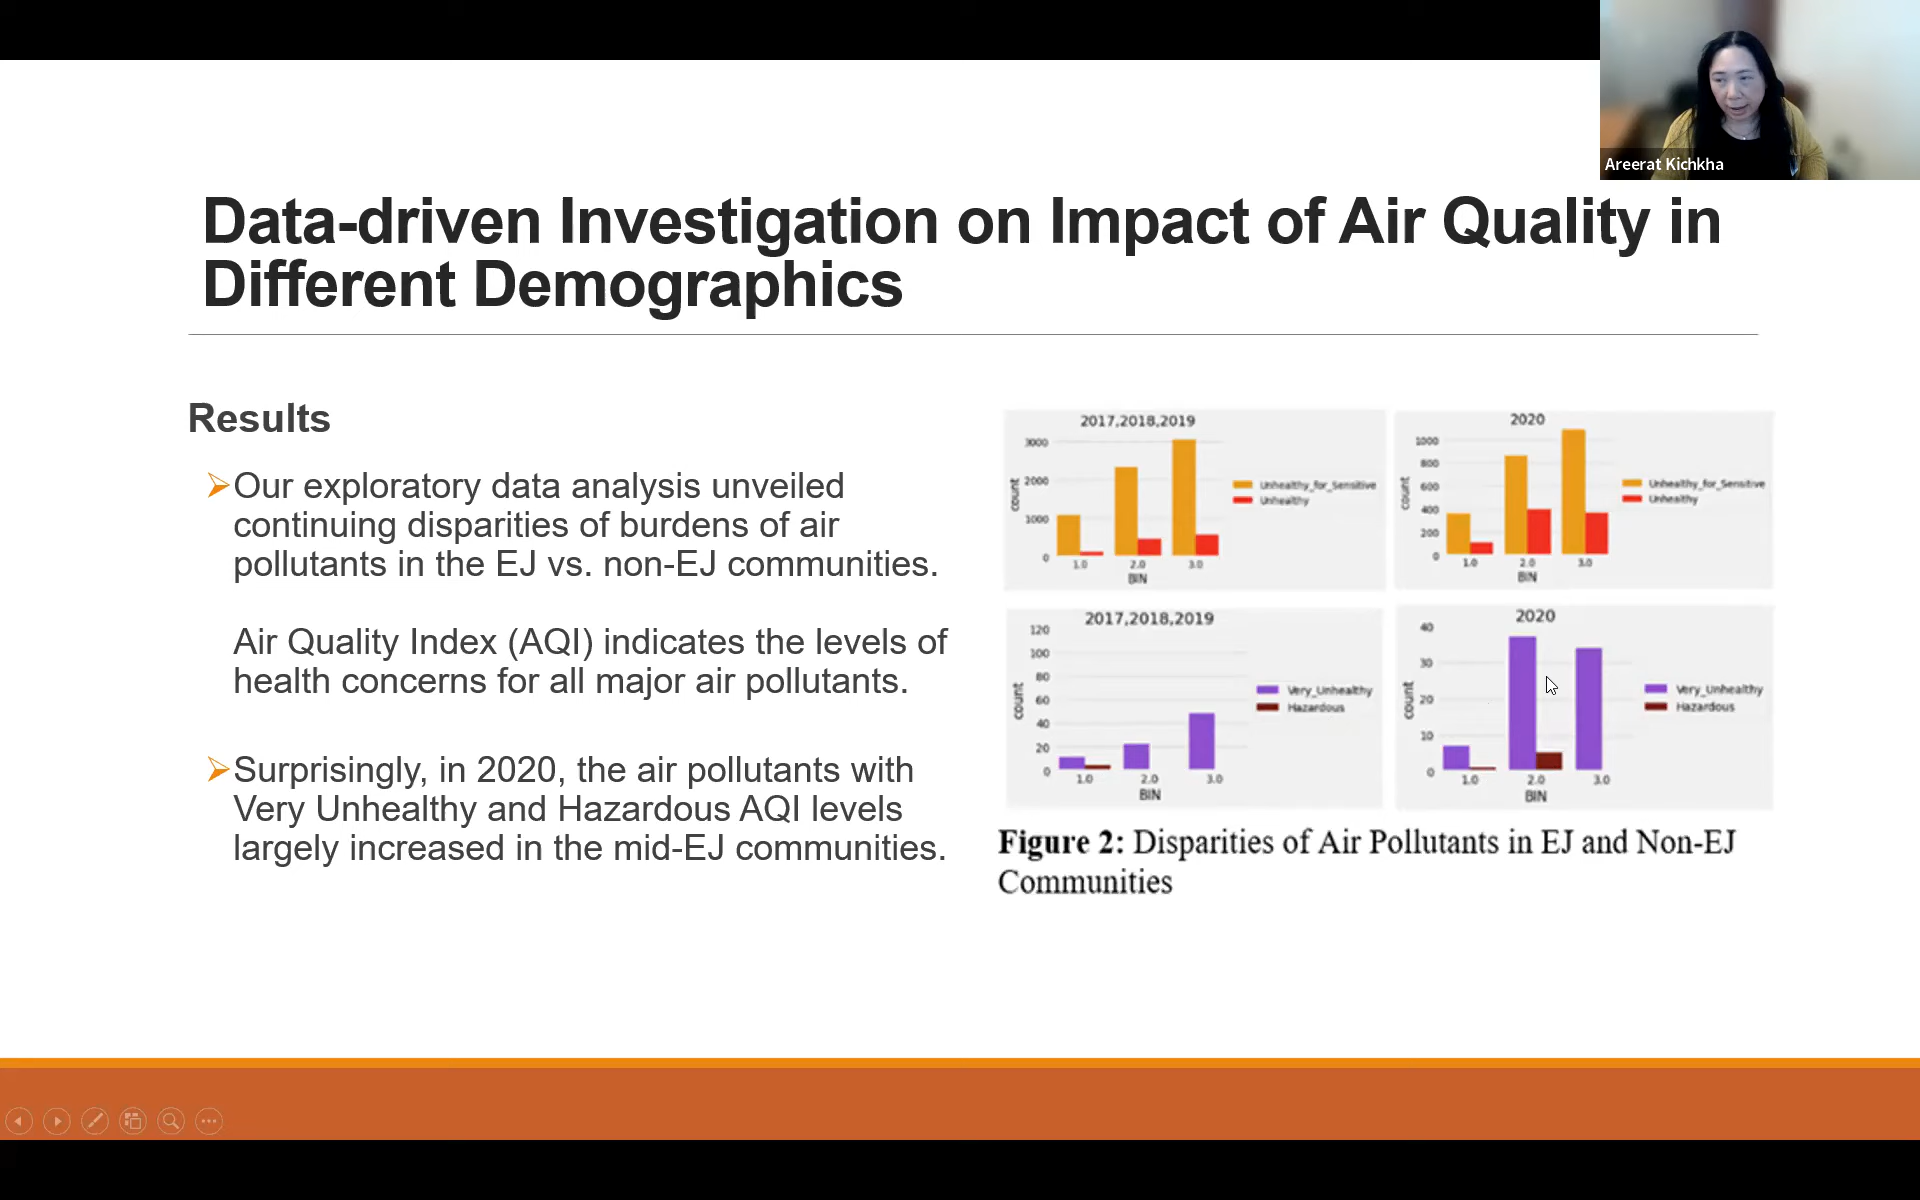 Areerat Kichkha
Data-driven Investigation on Impact of Air Quality in
Different Demographics
Results
Our exploratory data analysis unveiled
continuing disparities of burdens of air
pollutants in the EJ vs. non-EJ communities.
Air Quality Index (AQI) indicates the levels of
health concerns for all major air pollutants.
Surprisingly, in 2020, the air pollutants with
Very Unhealthy and Hazardous AQI levels
largely increased in the mid-EJ communities.
2017,2018,2019
3000
2000
1000
0
count
1.0 2.0 3.0
BIN
Unhealthy_for_Sensitive
Unhealthy
2020
1000
800
600
400
200
0
count
1.0 2.0 3.0
BIN
Unhealthy_for_Sensitive
Unhealthy
2017,2018,2019
120
100
80
60
40
20
0
count
1.0 2.0 3.0
BIN
Very_Unhealthy
Hazardous
2020
40
30
20
10
0
count
1.0 2.0 3.0
BIN
Very_Unhealthy
Hazardous
Figure 2: Disparities of Air Pollutants in EJ and Non-EJ
Communities